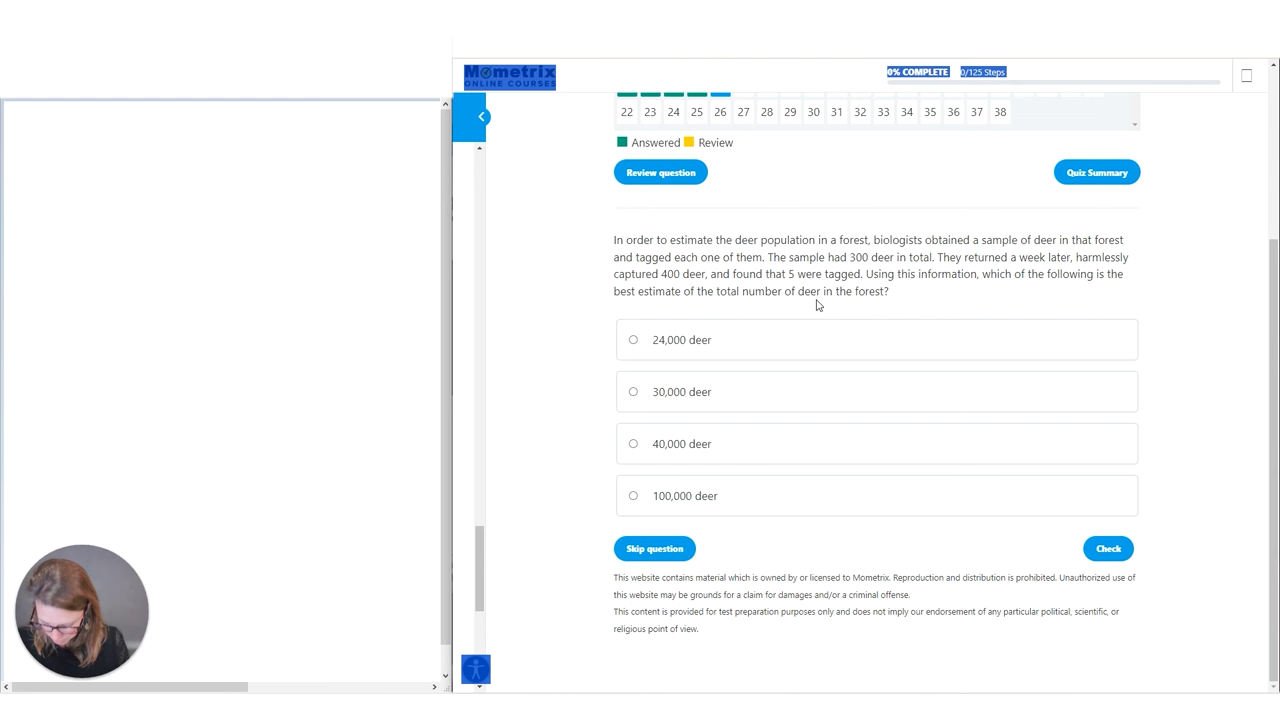 Mometrix
ONLINE COURSES
0% COMPLETE 0/125 Steps
22 23 24 25 26 27 28 29 30 31 32 33 34 35 36 37 38
Answered Review
Review question Quiz Summary
In order to estimate the deer population in a forest, biologists obtained a sample of deer in that forest
and tagged each one of them. The sample had 300 deer in total. They returned a week later, harmlessly
captured 400 deer, and found that 5 were tagged. Using this information, which of the following is the
best estimate of the total number of deer in the forest?
24,000 deer
30,000 deer
40,000 deer
100,000 deer
Skip question Check
This website contains material which is owned by or licensed to Mometrix. Reproduction and distribution is prohibited. Unauthorized use of
this website may be grounds for a claim for damages and/or a criminal offense.
This content is provided for test preparation purposes only and does not imply our endorsement of any particular political, scientific, or
religious point of view.